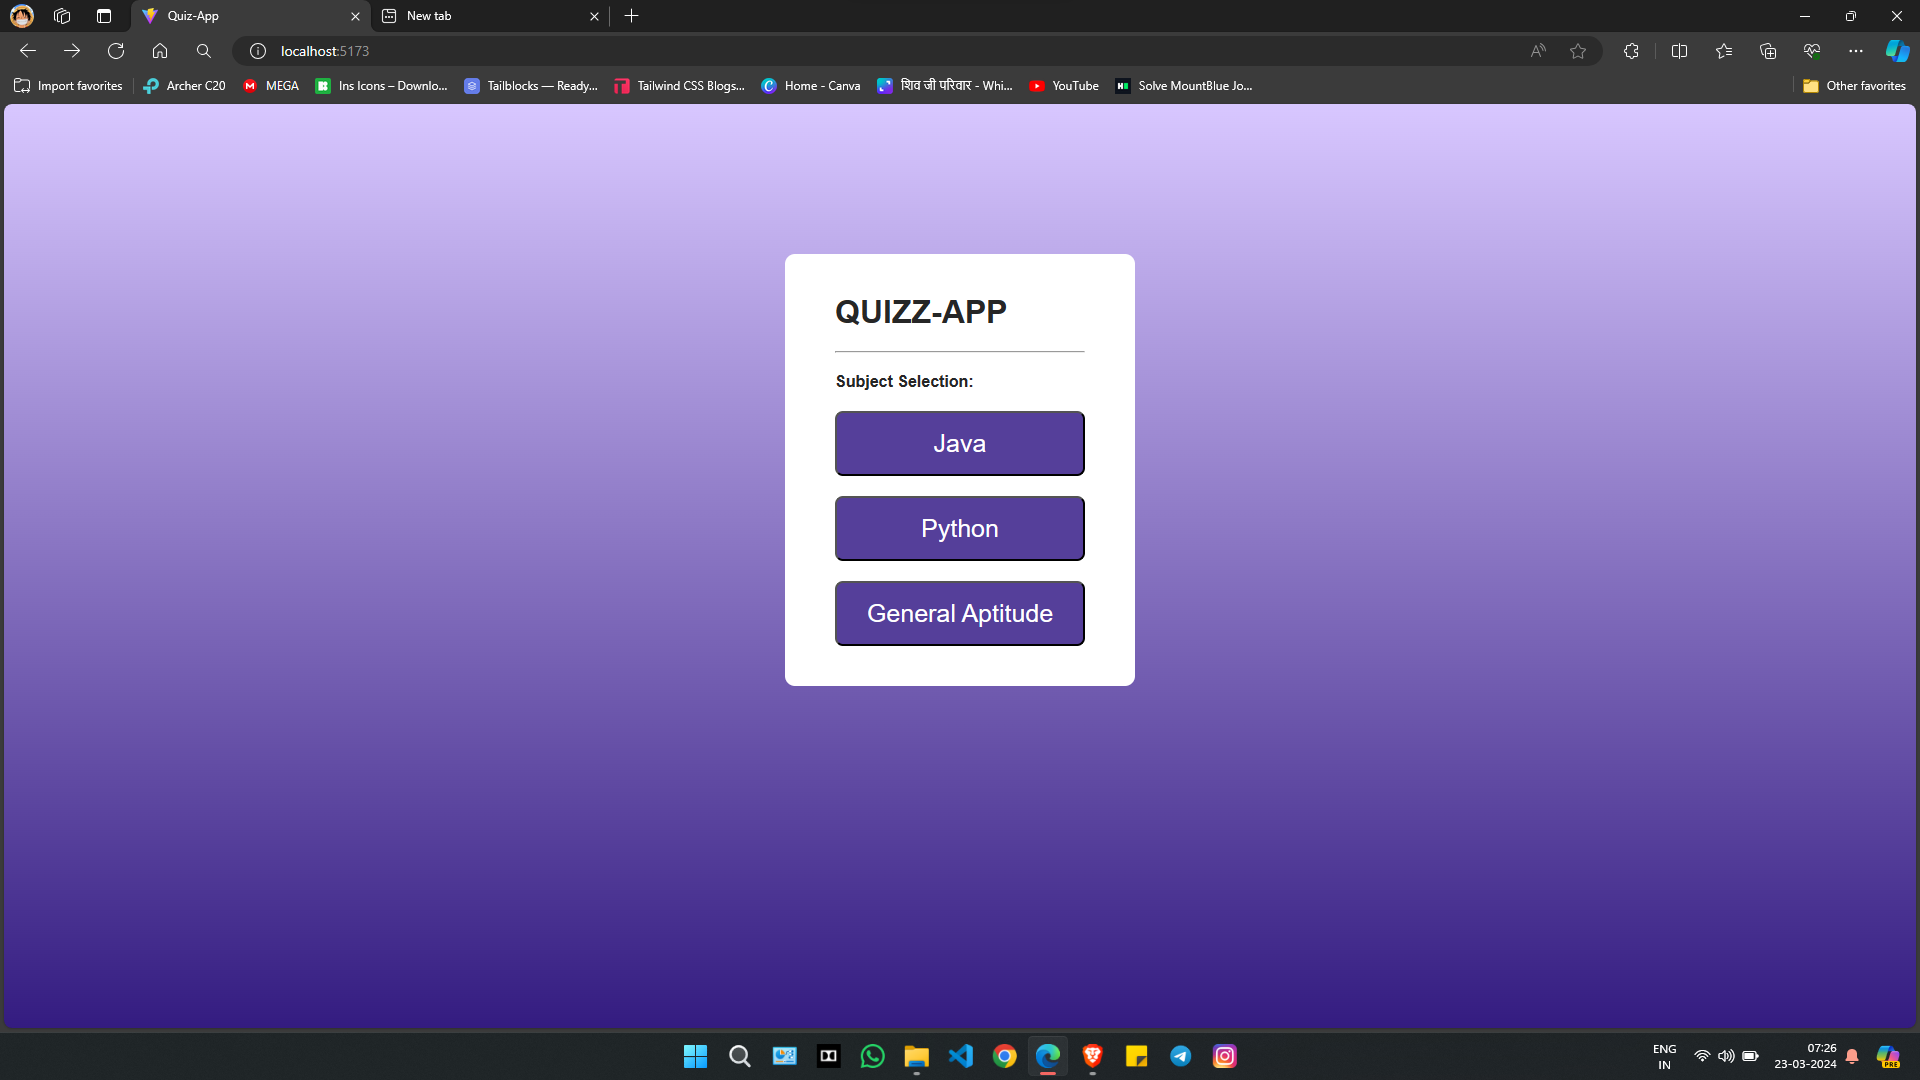 Quiz-App
New tab
localhost:5173
Import favorites
Archer C20
MEGA
Ins Icons – Downlo...
Tailblocks — Ready...
Tailwind CSS Blogs...
Home - Canva
शिव जी परिवार - Whi...
YouTube
Solve MountBlue Jo...
Other favorites
QUIZZ-APP
Subject Selection:
Java
Python
General Aptitude
ENG
IN
07:26
23-03-2024
PRE